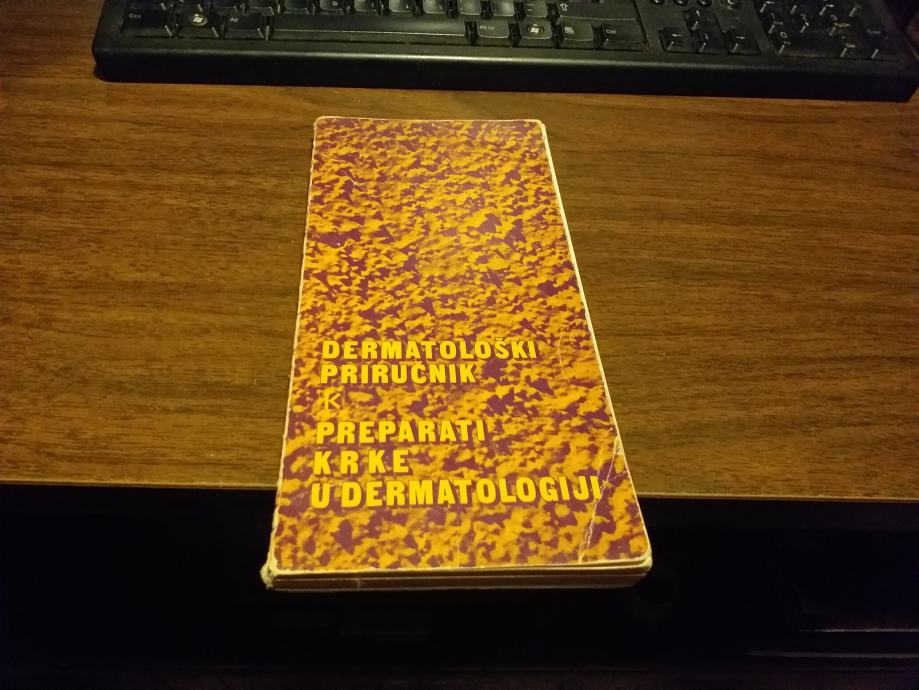 DERMATOLOŠKI
PRIRUČNIK
K
PREPARATI
KRKE
U DERMATOLOGIJI